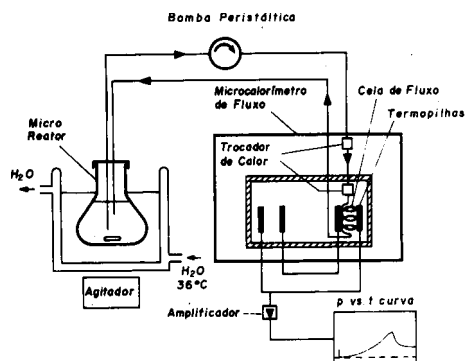 Bomba Peristáltica
Microcalorímetro
de Fluxo
Cela de Fluxo
Termopilhas
Micro
Reator
Trocador
de Calor
H₂O
H₂O
36°C
Agitador
Amplificador
p vs t curva